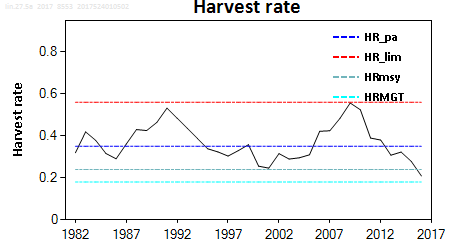 Harvest rate
HR_pa
HR_lim
HRmsy
HRMGT
Harvest rate
0.8
0.6
0.4
0.2
0
1982
1987
1992
1997
2002
2007
2012
2017